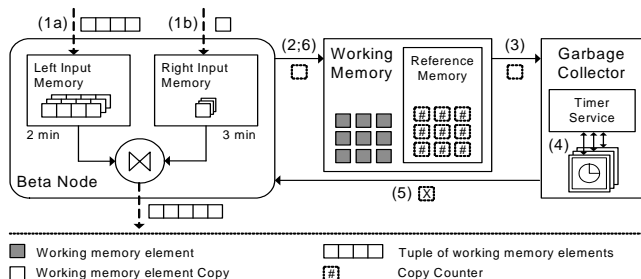 (1a) (1b) (2;6) (3)
Working Memory
Reference Memory
Garbage Collector
Left Input Memory
Right Input Memory
Timer Service
# # #
# # #
# # #
2 min 3 min
(4)
Beta Node
(5) X
Working memory element
Tuple of working memory elements
Working memory element Copy
# Copy Counter